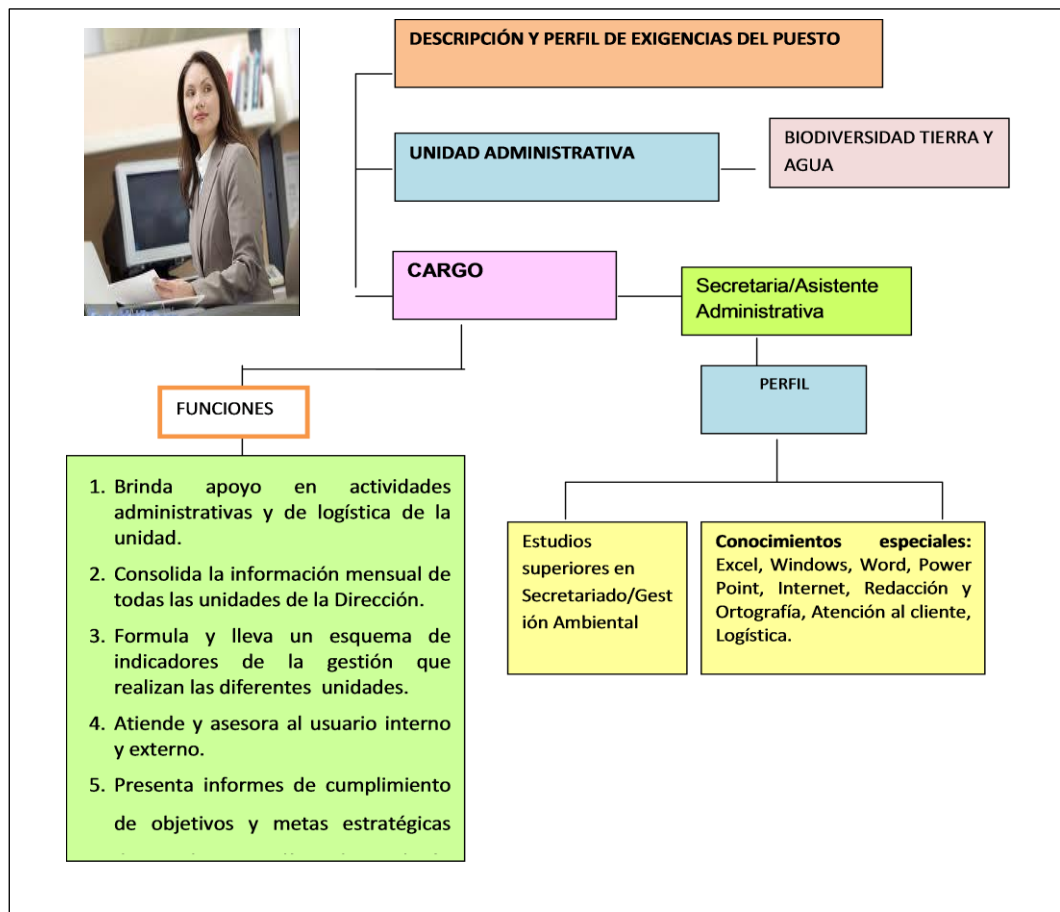 DESCRIPCIÓN Y PERFIL DE EXIGENCIAS DEL PUESTO
UNIDAD ADMINISTRATIVA
BIODIVERSIDAD TIERRA Y
AGUA
CARGO
Secretaria/Asistente
Administrativa
FUNCIONES
PERFIL
1. Brinda apoyo en actividades
administrativas y de logística de la
unidad.
2. Consolida la información mensual de
todas las unidades de la Dirección.
3. Formula y lleva un esquema de
indicadores de la gestión que
realizan las diferentes unidades.
4. Atiende y asesora al usuario interno
y externo.
5. Presenta informes de cumplimiento
de objetivos y metas estratégicas
Estudios
superiores en
Secretariado/Gest
ión Ambiental
Conocimientos especiales:
Excel, Windows, Word, Power
Point, Internet, Redacción y
Ortografía, Atención al cliente,
Logística.